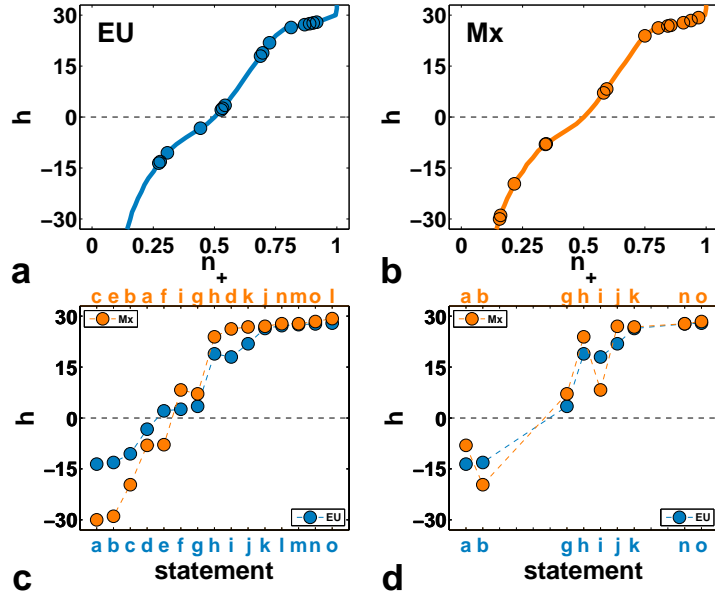 EU
h
30
15
0
−15
−30
0 0.25 0.5 0.75 1
n+
a
Mx
h
30
15
0
−15
−30
0 0.25 0.5 0.75 1
n+
b
c e b a f i g h d k j n m o l
Mx
h
30
15
0
−15
−30
EU
a b c d e f g h i j k l m n o
statement
c
a b g h i j k n o
Mx
h
30
15
0
−15
−30
EU
a b g h i j k n o
statement
d